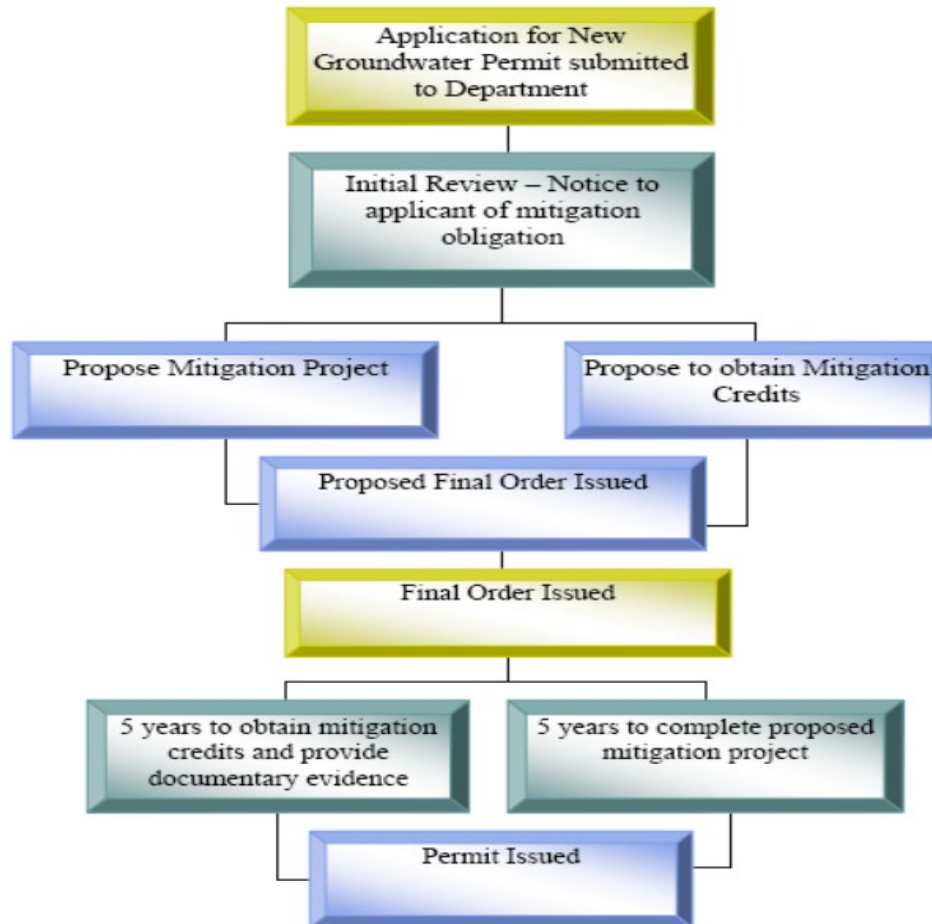 Application for New
Groundwater Permit submitted
to Department
Initial Review – Notice to
applicant of mitigation
obligation
Propose Mitigation Project
Propose to obtain Mitigation
Credits
Proposed Final Order Issued
Final Order Issued
5 years to obtain mitigation
credits and provide
documentary evidence
5 years to complete proposed
mitigation project
Permit Issued